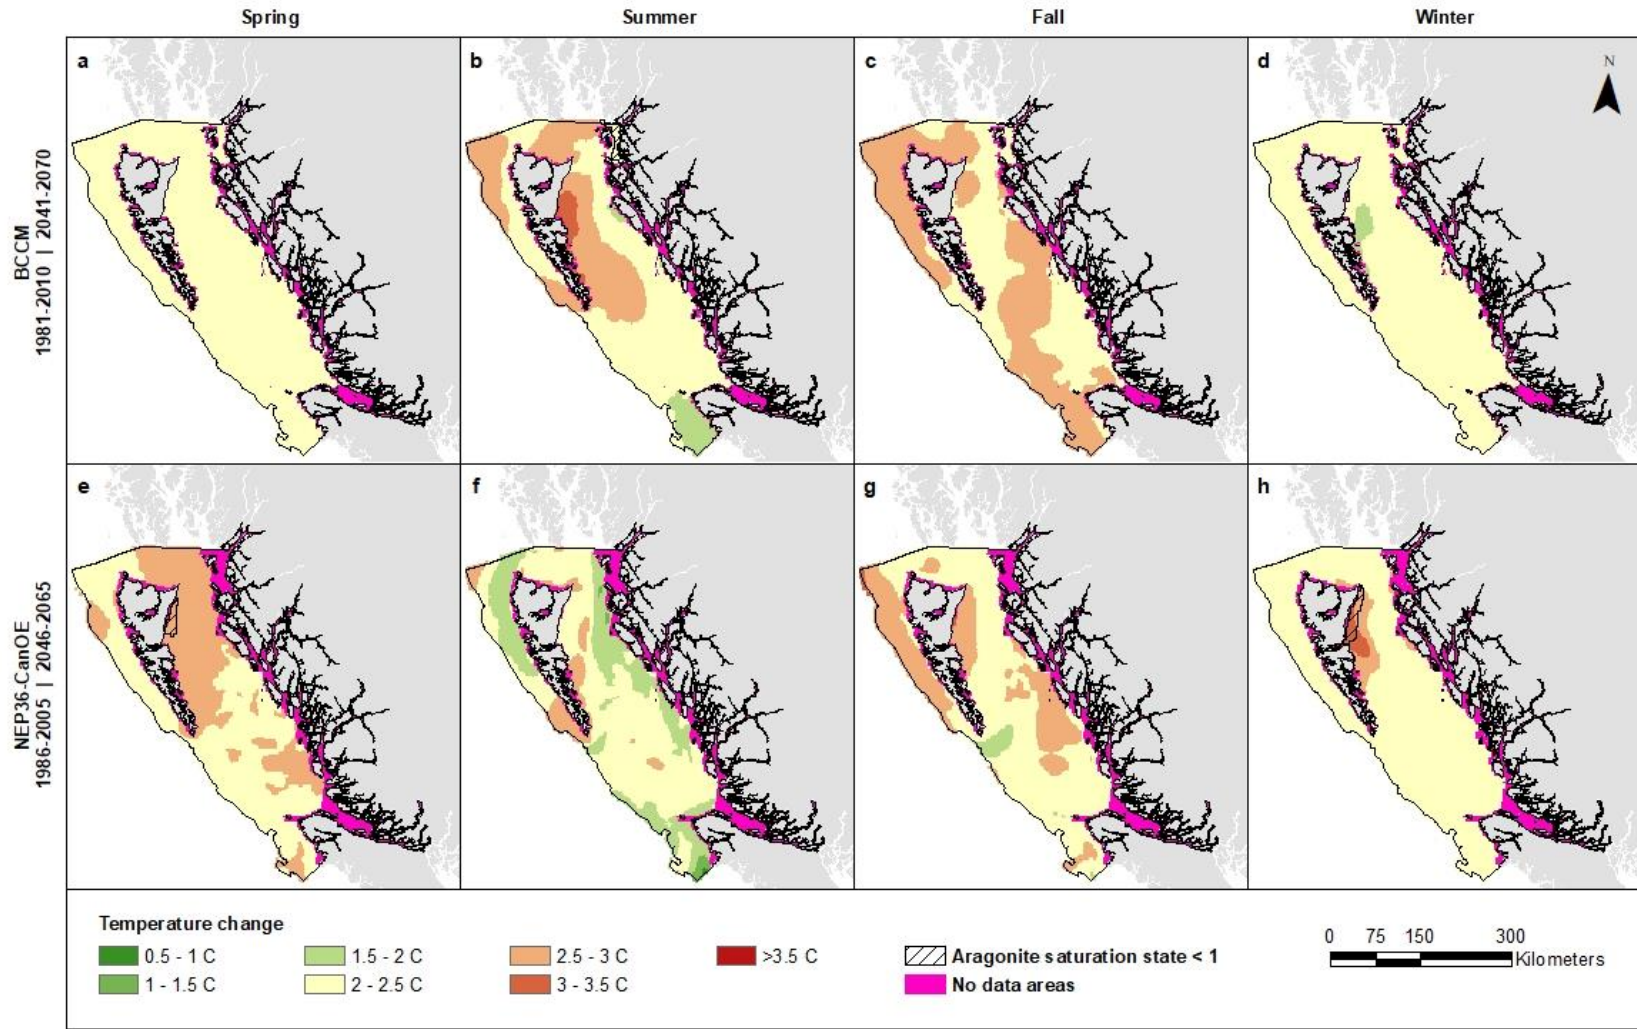 Spring Summer Fall Winter
BCCM
1981-2010 | 2041-2070
a b c d
N
NEP36-CanOE
1986-2005 | 2046-2065
e f g h
Temperature change
0.5 - 1 C 1.5 - 2 C 2.5 - 3 C >3.5 C Aragonite saturation state < 1
1 - 1.5 C 2 - 2.5 C 3 - 3.5 C No data areas
0 75 150 300
Kilometers